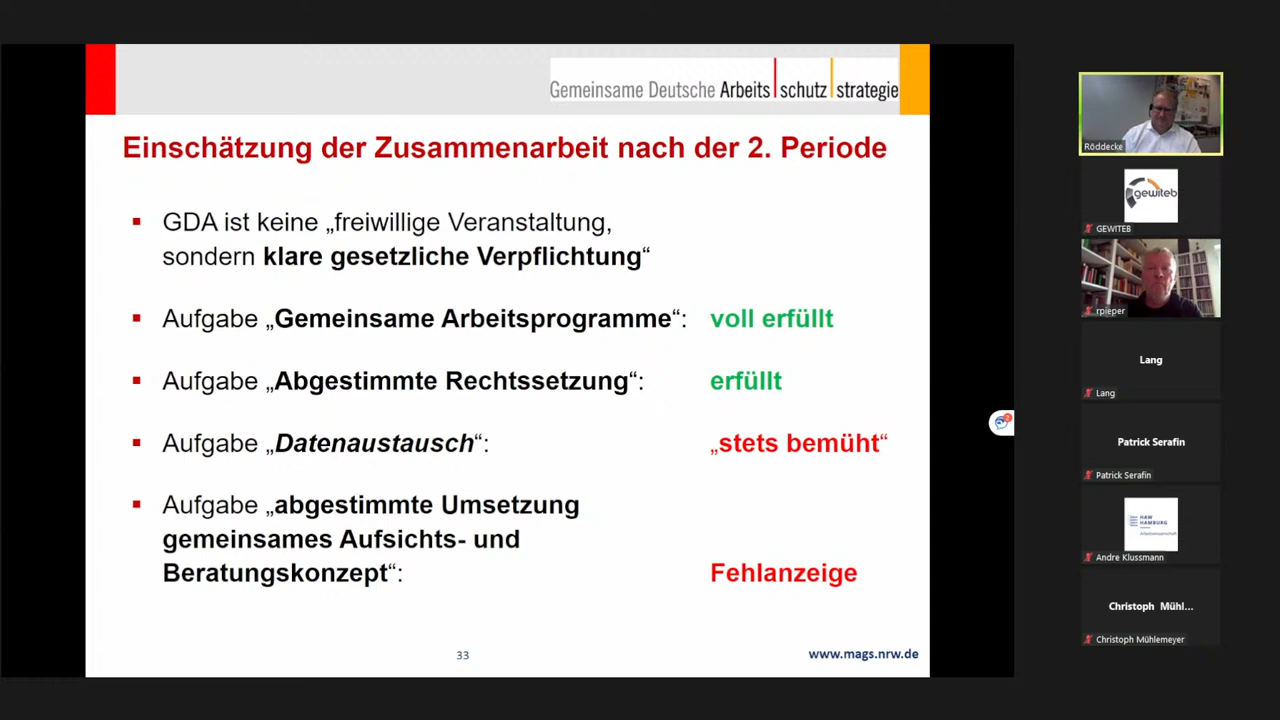 Gemeinsame Deutsche Arbeits schutz strategie
Einschätzung der Zusammenarbeit nach der 2. Periode
▪ GDA ist keine „freiwillige Veranstaltung,
sondern klare gesetzliche Verpflichtung“
▪ Aufgabe „Gemeinsame Arbeitsprogramme“: voll erfüllt
▪ Aufgabe „Abgestimmte Rechtssetzung“: erfüllt
▪ Aufgabe „Datenaustausch“: „stets bemüht“
▪ Aufgabe „abgestimmte Umsetzung
gemeinsames Aufsichts- und
Beratungskonzept“: Fehlanzeige
33
www.mags.nrw.de
Röddecke
gewiteb
GEWITEB
rpieper
Lang
Lang
Patrick Serafin
Patrick Serafin
HAW
HAMBURG
Andre Klussmann
Christoph Mühl...
Christoph Mühlemeyer